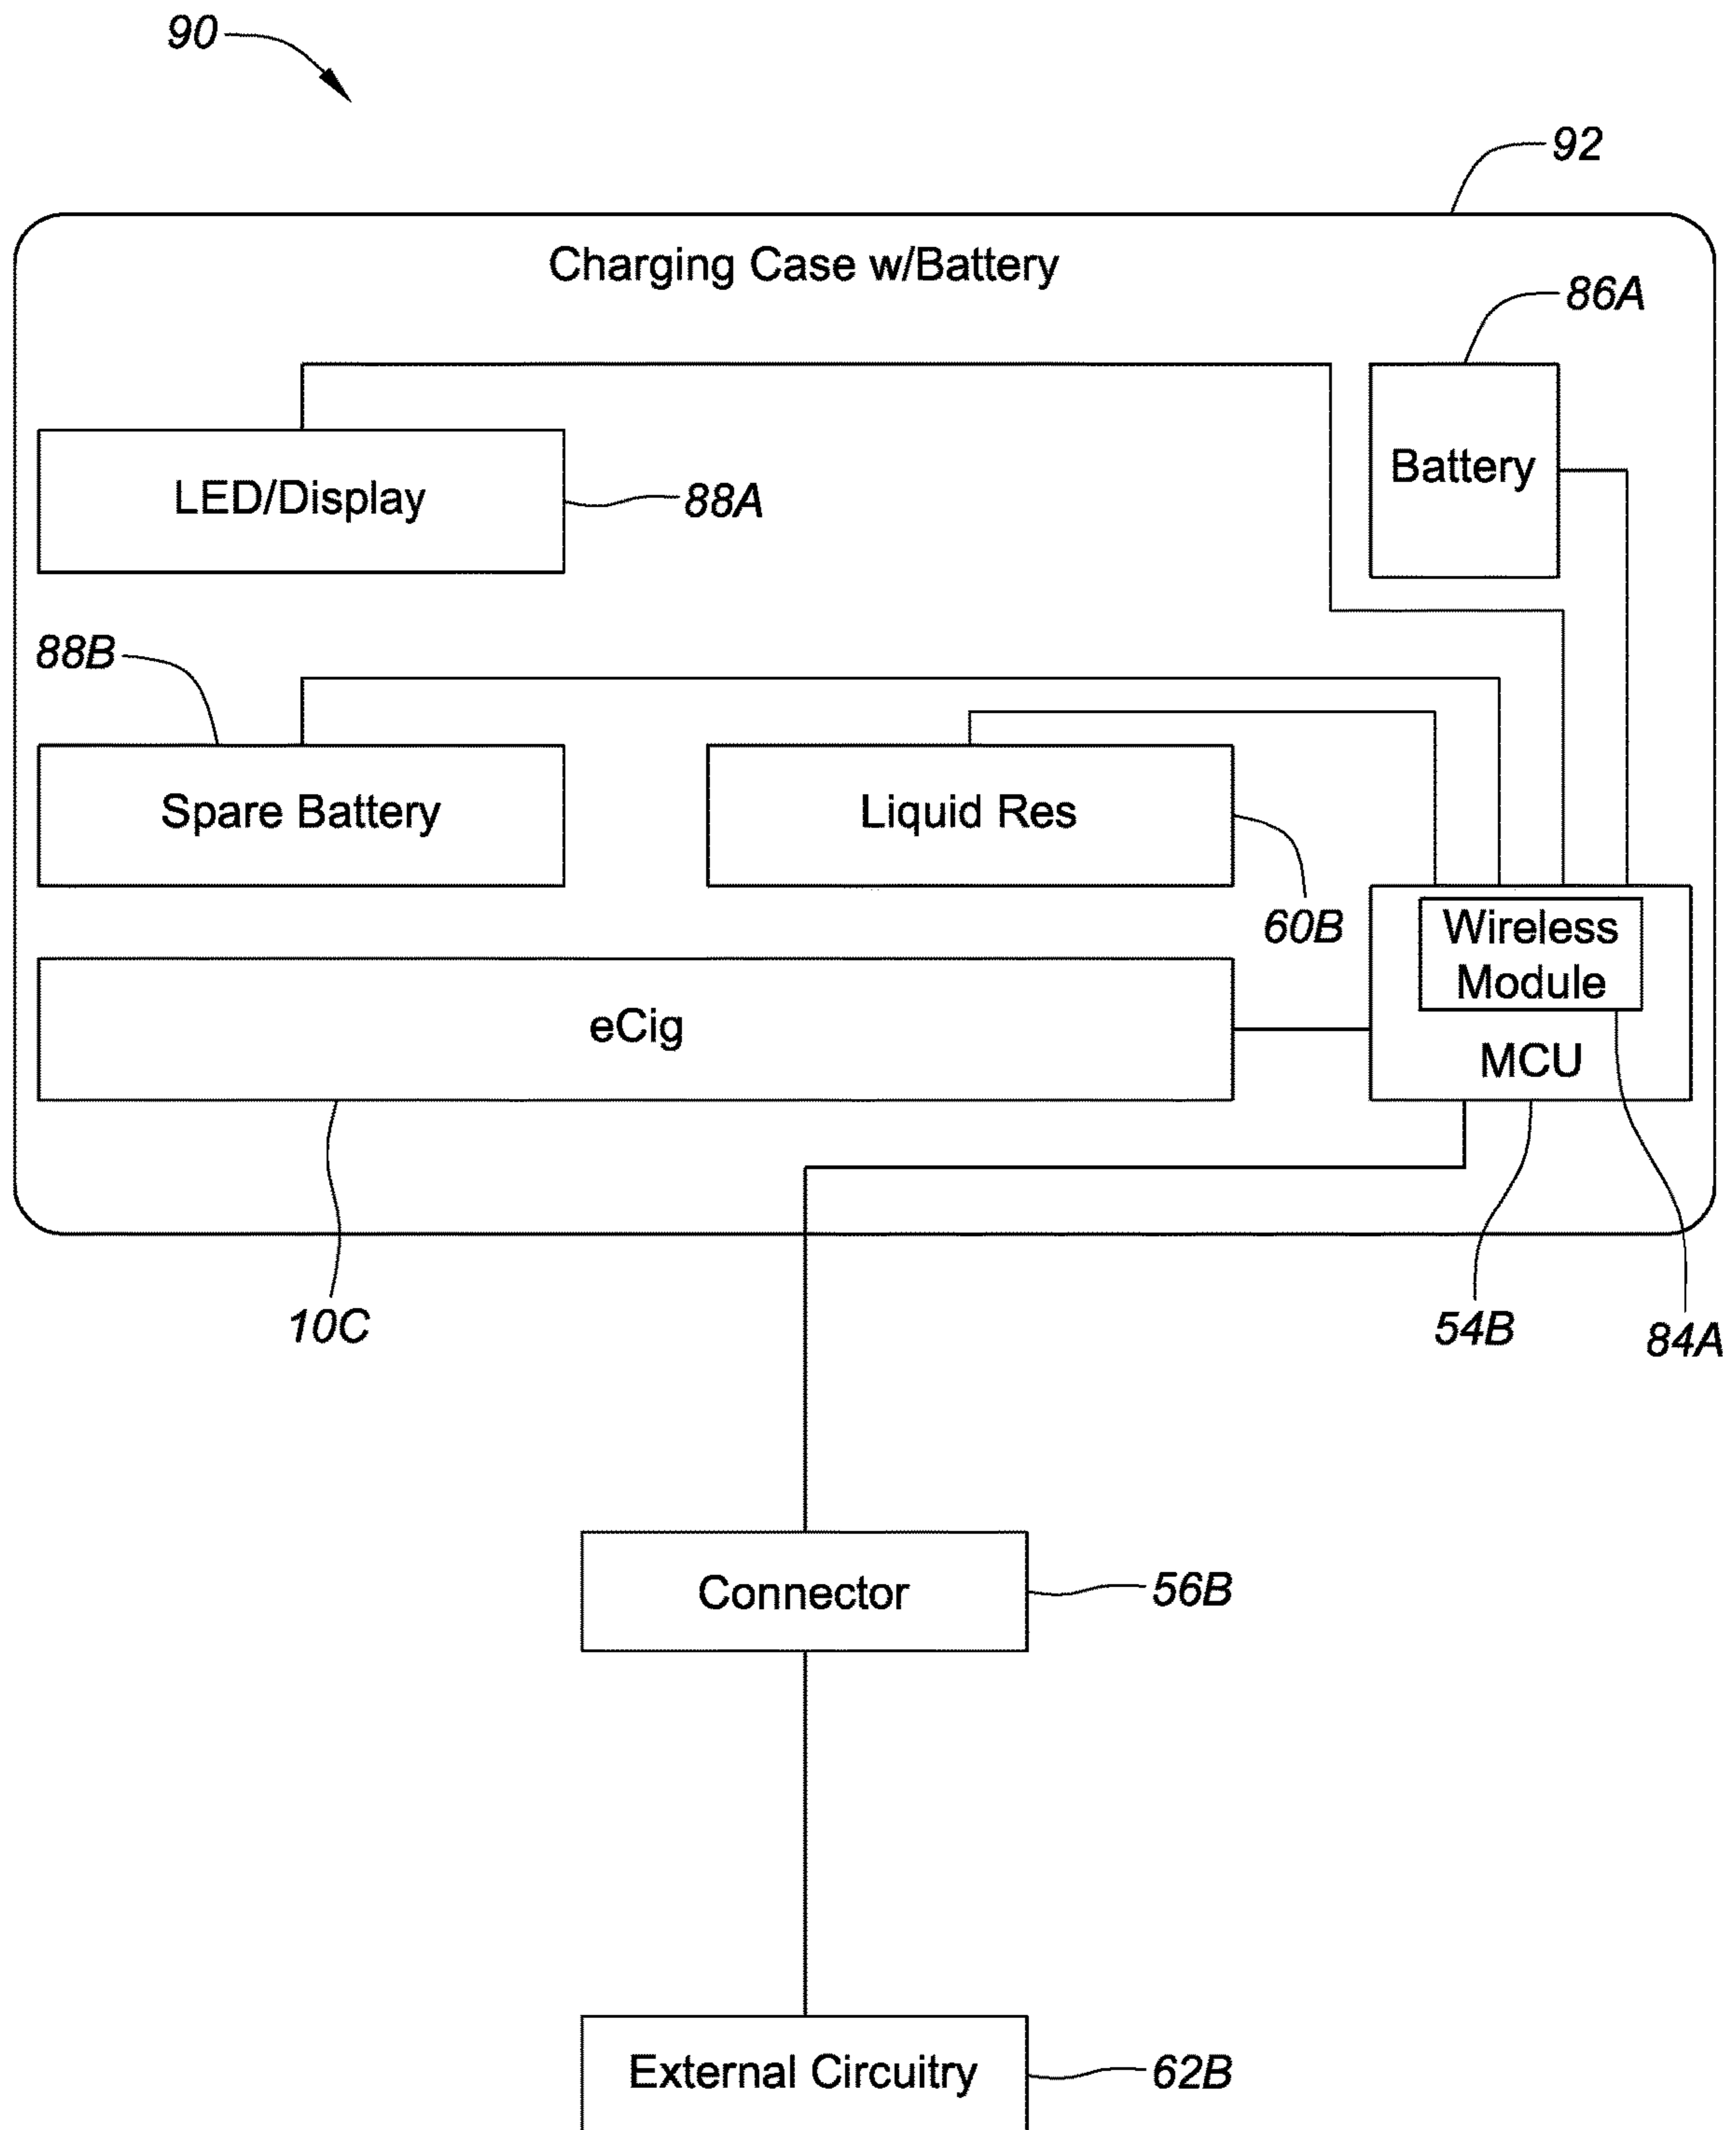 90
92
Charging Case w/Battery
86A
Battery
LED/Display
88A
88B
Spare Battery
Liquid Res
60B
Wireless
Module
eCig
MCU
10C
54B
84A
Connector
56B
External Circuitry
62B